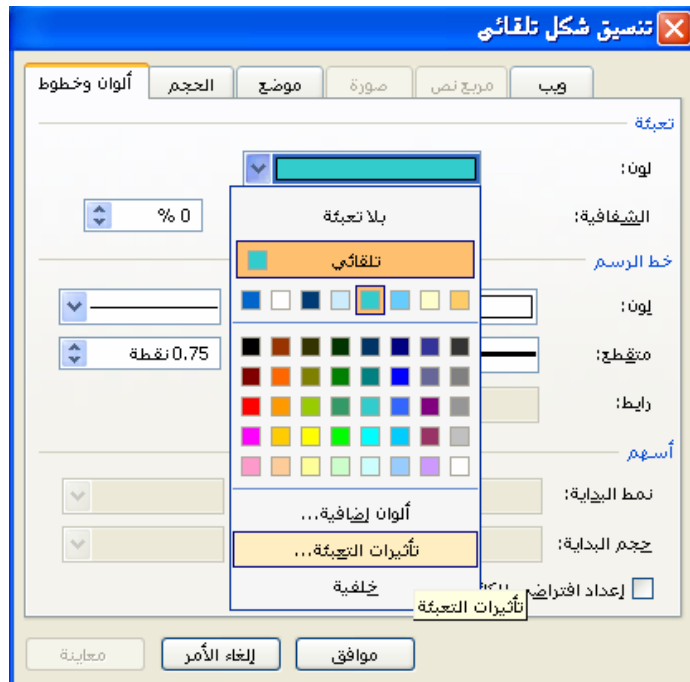 تنسيق شكل تلقائي
ألوان وخطوط
الحجم
موضع
صورة
مربع نص
ويب
تعبئة
لون:
الشفافية:
0 %
بلا تعبئة
تلقائي
خط الرسم
لون:
متقطع:
0.75 نقطة
رابط:
أسهم
نمط البداية:
ألوان إضافية...
حجم البداية:
تأثيرات التعبئة...
خلفية
إعداد افتراضي
تأثيرات التعبئة
موافق
إلغاء الأمر
معاينة